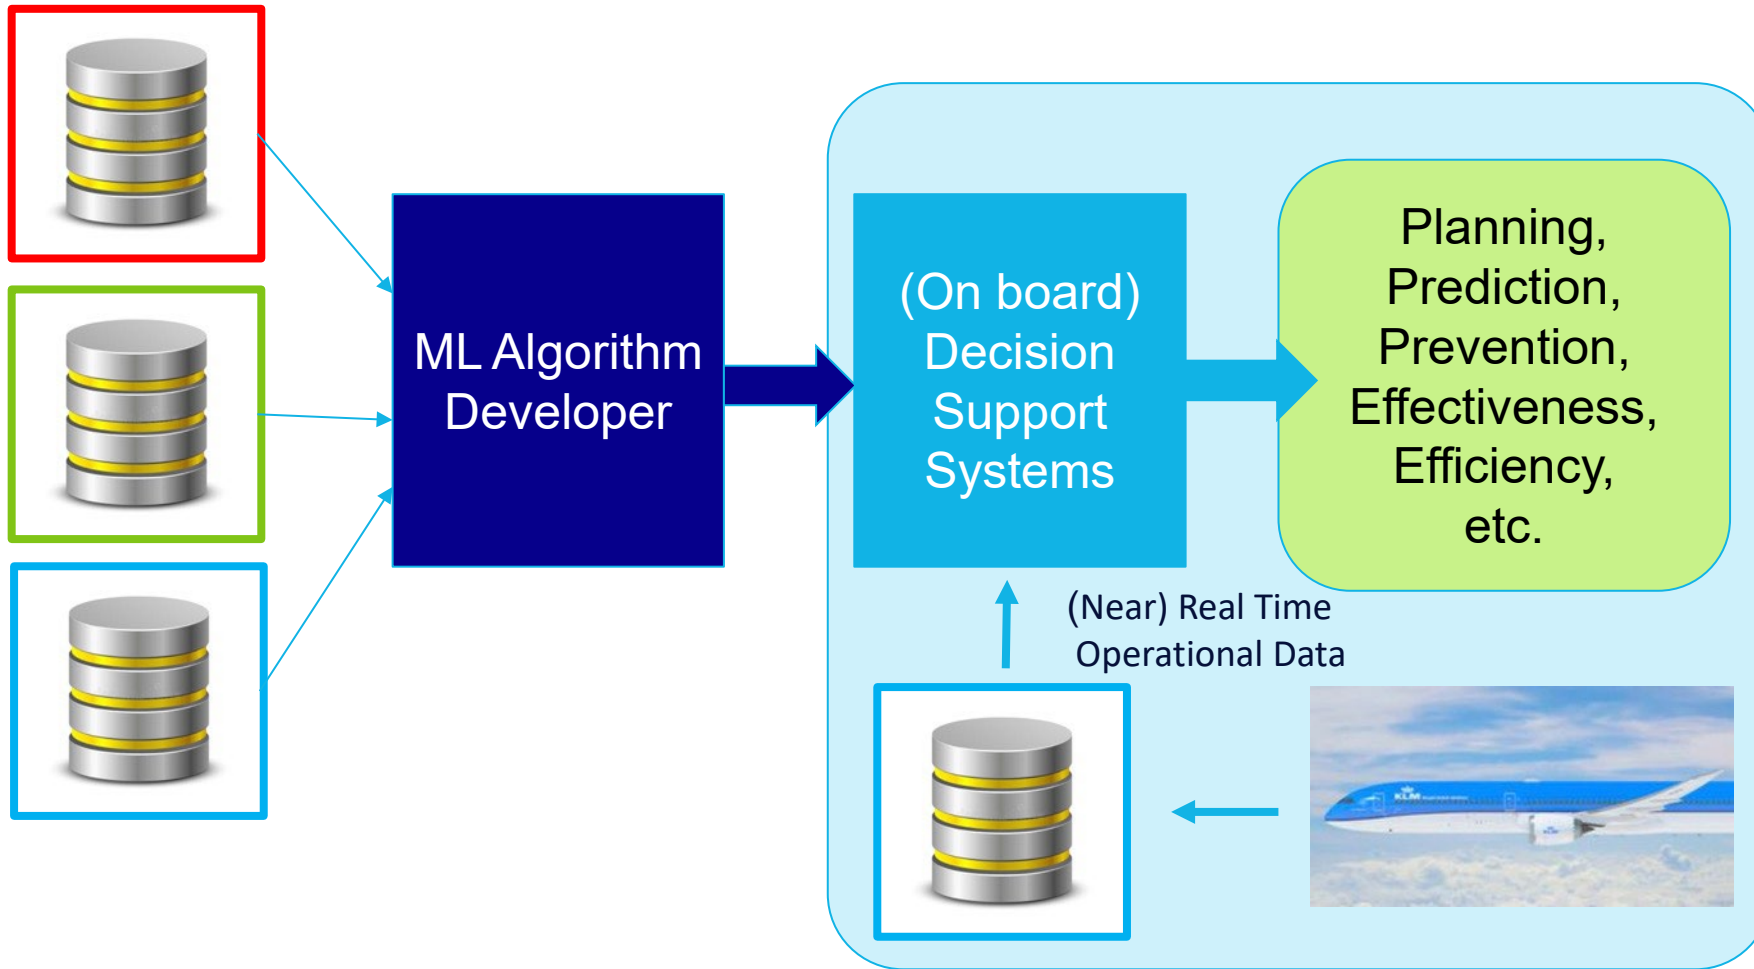 ML Algorithm
Developer
(On board)
Decision
Support
Systems
Planning,
Prediction,
Prevention,
Effectiveness,
Efficiency,
etc.
(Near) Real Time
Operational Data
KLM